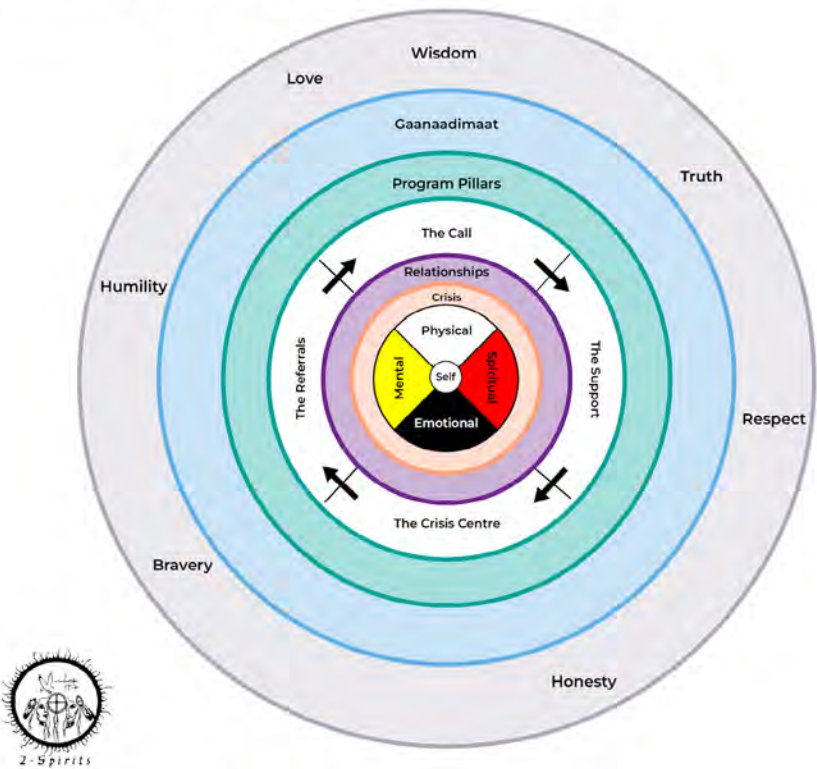 Wisdom
Love
Gaanaadimaat
Truth
Program Pillars
The Call
Relationships
Humility
Crisis
Physical
The Referrals
Mental
Self
Spiritual
The Support
Emotional
Respect
The Crisis Centre
Bravery
Honesty
2-Spirits